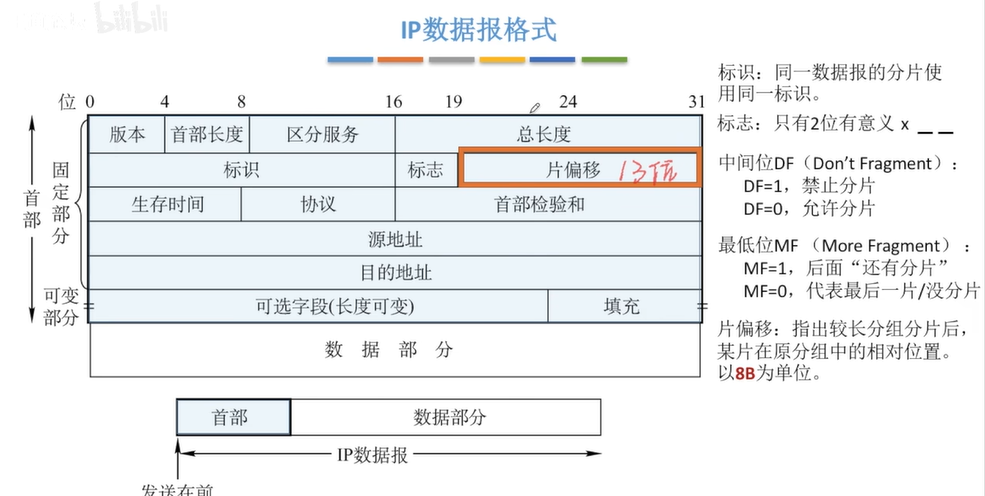 bilibili
IP数据报格式
位 0 4 8 16 19 24 31
版本 首部长度 区分服务 总长度
标识 标志 片偏移 13位
生存时间 协议 首部检验和
源地址
目的地址
可选字段(长度可变) 填充
数据部分
首部
固定部分
可变部分
首部 数据部分
IP数据报
发送在前
标识：同一数据报的分片使
用同一标识。
标志：只有2位有意义 x _ _
中间位DF（Don't Fragment）：
DF=1，禁止分片
DF=0，允许分片
最低位MF （More Fragment）：
MF=1，后面“还有分片”
MF=0，代表最后一片/没分片
片偏移：指出较长分组分片后，
某片在原分组中的相对位置。
以8B为单位。